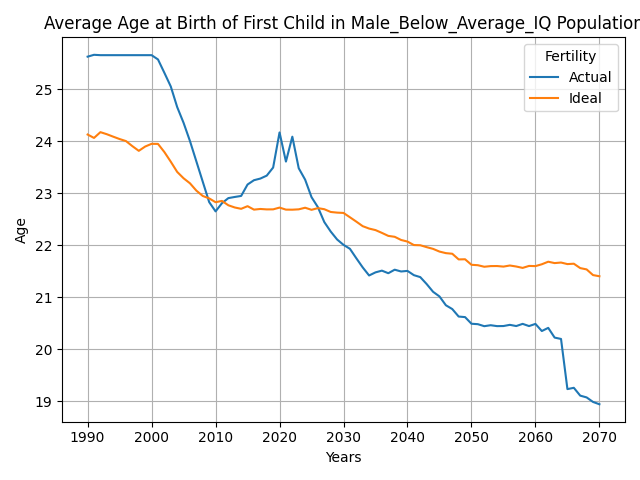 Average Age at Birth of First Child in Male_Below_Average_IQ Population
Fertility
Actual
Ideal
25
24
23
22
21
20
19
Age
1990 2000 2010 2020 2030 2040 2050 2060 2070
Years